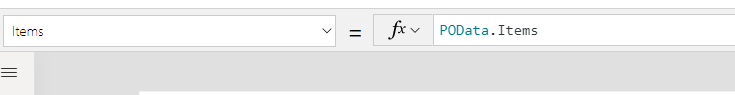 Items = fx POData.Items